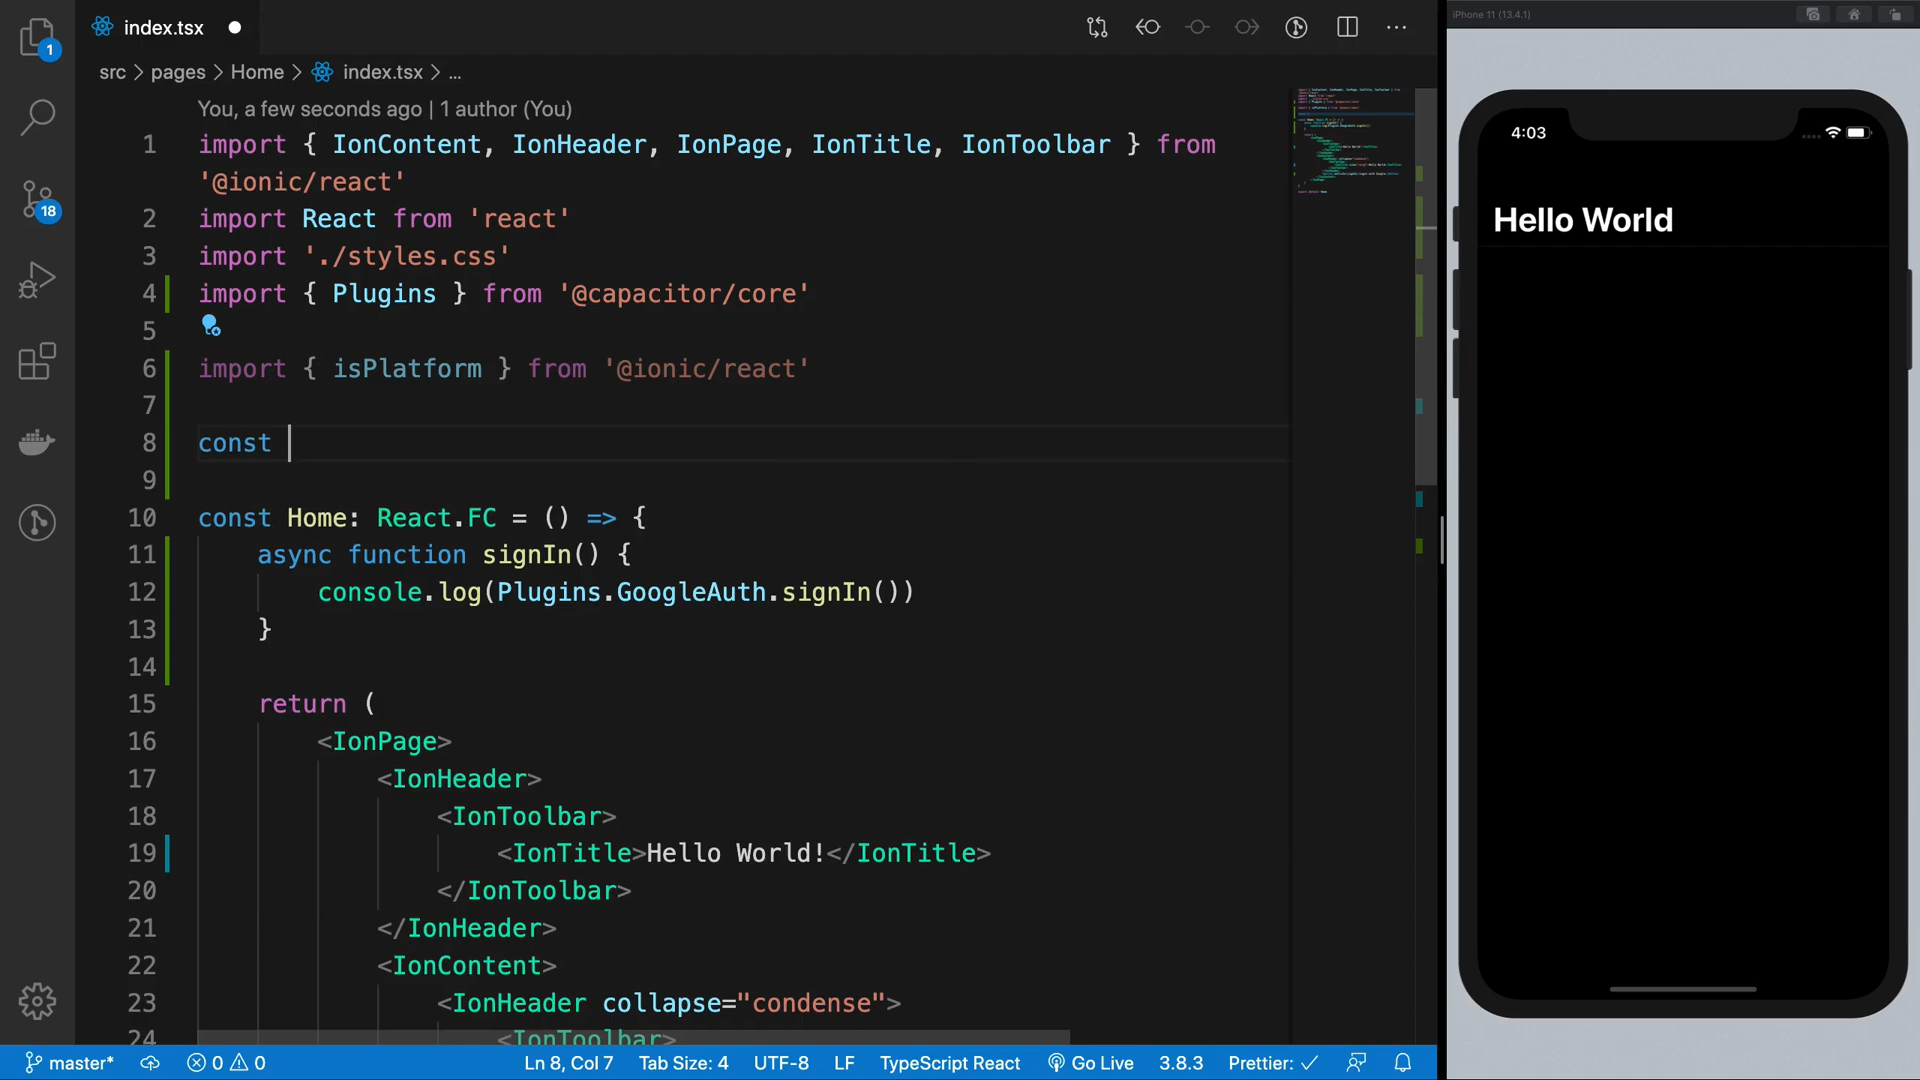 index.tsx
iPhone 11 (13.4.1)
1
src > pages > Home > index.tsx > ...
You, a few seconds ago | 1 author (You)
4:03
1 import { IonContent, IonHeader, IonPage, IonTitle, IonToolbar } from
'@ionic/react'
18
2 import React from 'react'
Hello World
3 import './styles.css'
4 import { Plugins } from '@capacitor/core'
5
6 import { isPlatform } from '@ionic/react'
7
8 const
9
10 const Home: React.FC = () => {
11 async function signIn() {
12 console.log(Plugins.GoogleAuth.signIn())
13 }
14
15 return (
16 <IonPage>
17 <IonHeader>
18 <IonToolbar>
19 <IonTitle>Hello World!</IonTitle>
20 </IonToolbar>
21 </IonHeader>
22 <IonContent>
23 <IonHeader collapse="condense">
24 <IonToolbar>
master* 0 0 Ln 8, Col 7 Tab Size: 4 UTF-8 LF TypeScript React Go Live 3.8.3 Prettier: ✓